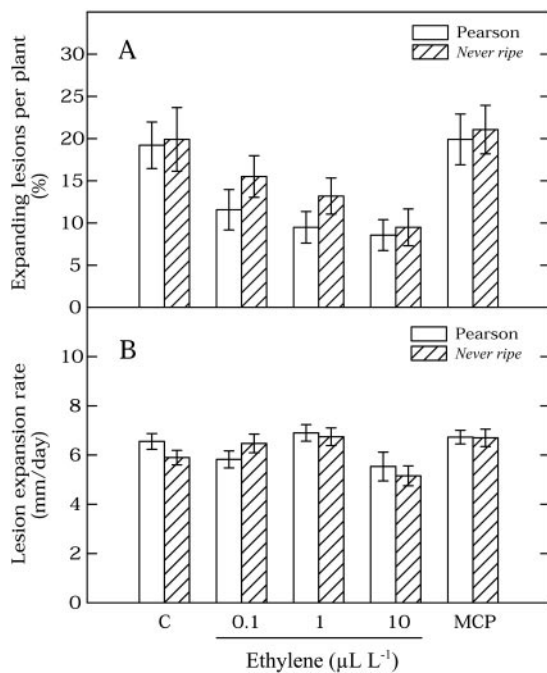 A
Pearson
Never ripe
Expanding lesions per plant
(%)
30
25
20
15
10
5
0
B
Pearson
Never ripe
Lesion expansion rate
(mm/day)
10
8
6
4
2
0
C 0.1 1 10 MCP
Ethylene (µL L⁻¹)